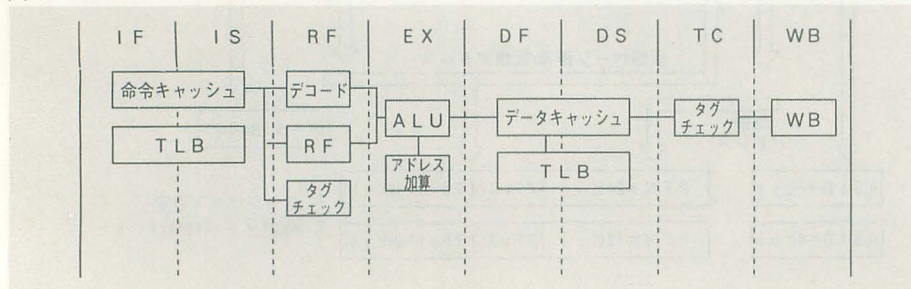 IF IS RF EX DF DS TC WB
命令キャッシュ
デコード
TLB
RF
タグ
チェック
ALU
アドレス
加算
データキャッシュ
TLB
タグ
チェック
WB